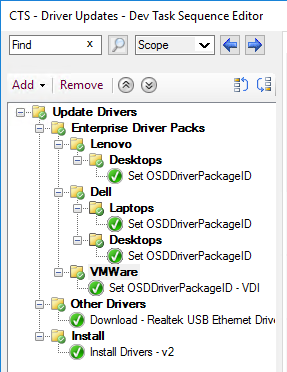 CTS - Driver Updates - Dev Task Sequence Editor
Find x Scope
Add Remove
Update Drivers
Enterprise Driver Packs
Lenovo
Desktops
Set OSDDriverPackageID
Dell
Laptops
Set OSDDriverPackageID
Desktops
Set OSDDriverPackageID
VMWare
Set OSDDriverPackageID - VDI
Other Drivers
Download - Realtek USB Ethernet Drive
Install
Install Drivers - v2